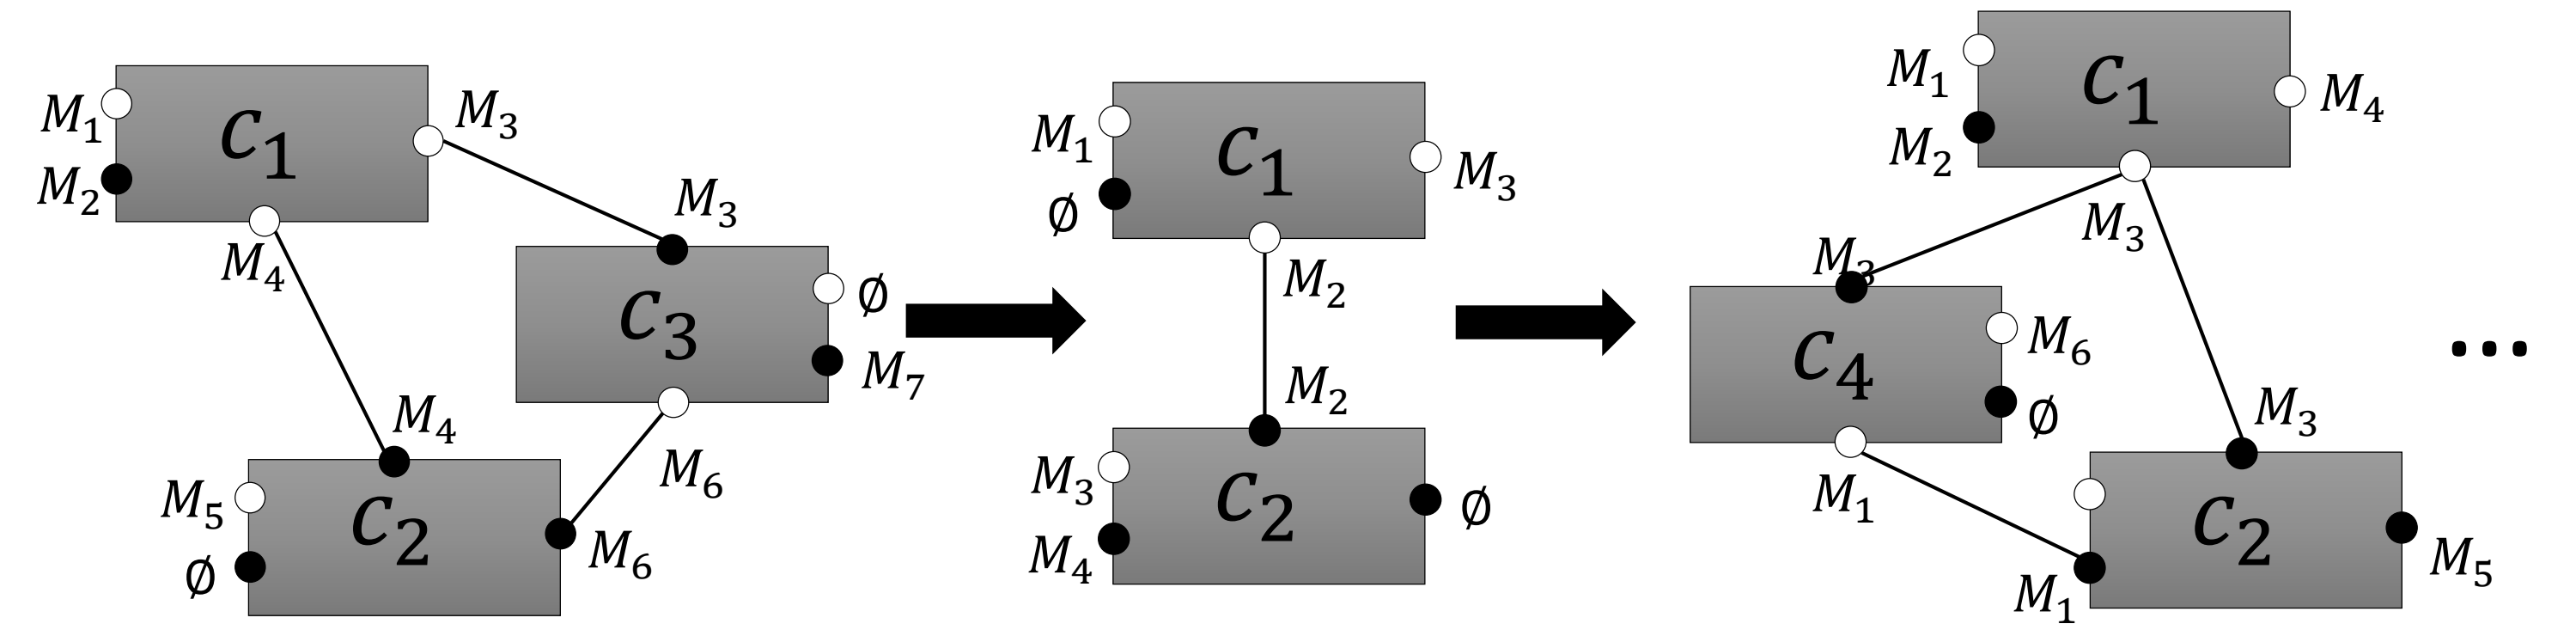 M₁
c₁
M₃
M₂
M₄
M₃
c₃
∅
M₇
M₄
M₆
M₅
c₂
∅
M₆
M₁
c₁
∅
M₃
M₂
M₂
M₃
c₂
M₄
∅
M₁
c₁
M₄
M₂
M₃
M₃
c₄
M₆
∅
M₁
M₃
c₂
M₅
M₁
...